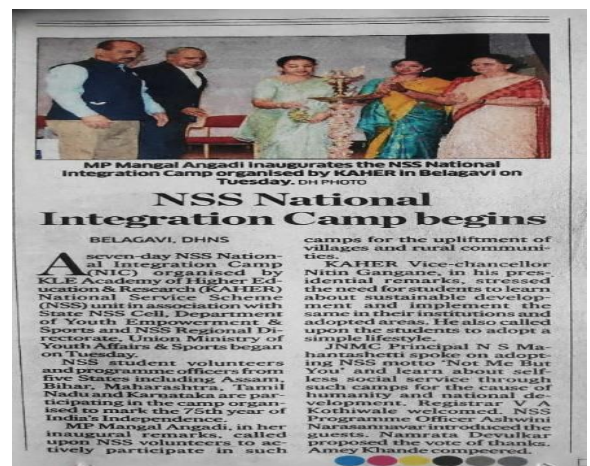 MP Mangal Angadi inaugurates the NSS National
Integration Camp organised by KAHER in Belagavi on
Tuesday. DH PHOTO
NSS National
Integration Camp begins
BELAGAVI, DHNS
A seven-day NSS Nation-
al Integration Camp
(NIC) organised by
KLE Academy of Higher Ed-
ucation & Research (KAHER)
National Service Scheme
(NSS) unit in association with
State NSS Cell, Department
of Youth Empowerment &
Sports and NSS Regional Di-
rectorate, Union Ministry of
Youth Affairs & Sports began
on Tuesday.
NSS student volunteers
and programme officers from
five States including Assam,
Bihar, Maharashtra, Tamil
Nadu and Karnataka are par-
ticipating in the camp organ-
ised to mark the 75th year of
India's Independence.
MP Mangal Angadi, in her
inaugural remarks, called
upon NSS volunteers to ac-
tively participate in such
camps for the upliftment of
villages and rural communi-
ties.
KAHER Vice-chancellor
Nitin Gangane, in his pres-
idential remarks, stressed
the need for students to learn
about sustainable develop-
ment and implement the
same in their institutions and
adopted areas. He also called
upon the students to adopt a
simple lifestyle.
JNMC Principal N S Ma-
hantashetti spoke on adopt-
ing NSS motto 'Not Me But
You' and learn about self-
less social service through
such camps for the cause of
humanity and national de-
velopment. Registrar V A
Kothiwale welcomed. NSS
Programme Officer Ashwini
Narasannavar introduced the
guests. Namrata Devulkar
proposed the vote of thanks.
Amey Khande compeered.